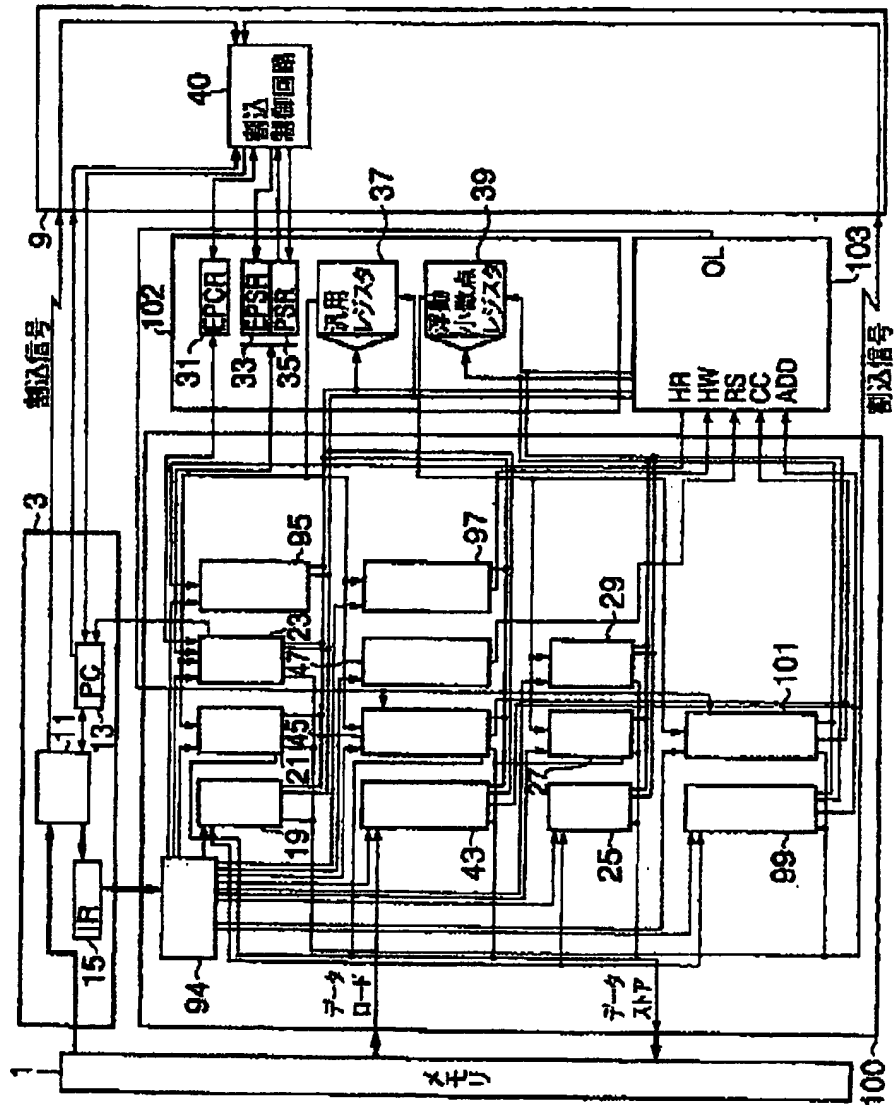 1
メモリ
100
3
15
IR
11
13
PC
割込信号
9
40
割込
制御回路
102
31
EPCR
33
EPSR
35
PSR
37
汎用
レジスタ
39
浮動
小数点
レジスタ
94
19
21
23
95
43
45
47
97
25
27
29
99
101
データ
ロード
データ
ストア
HR
HW
RS
CC
ADD
OL
103
割込信号